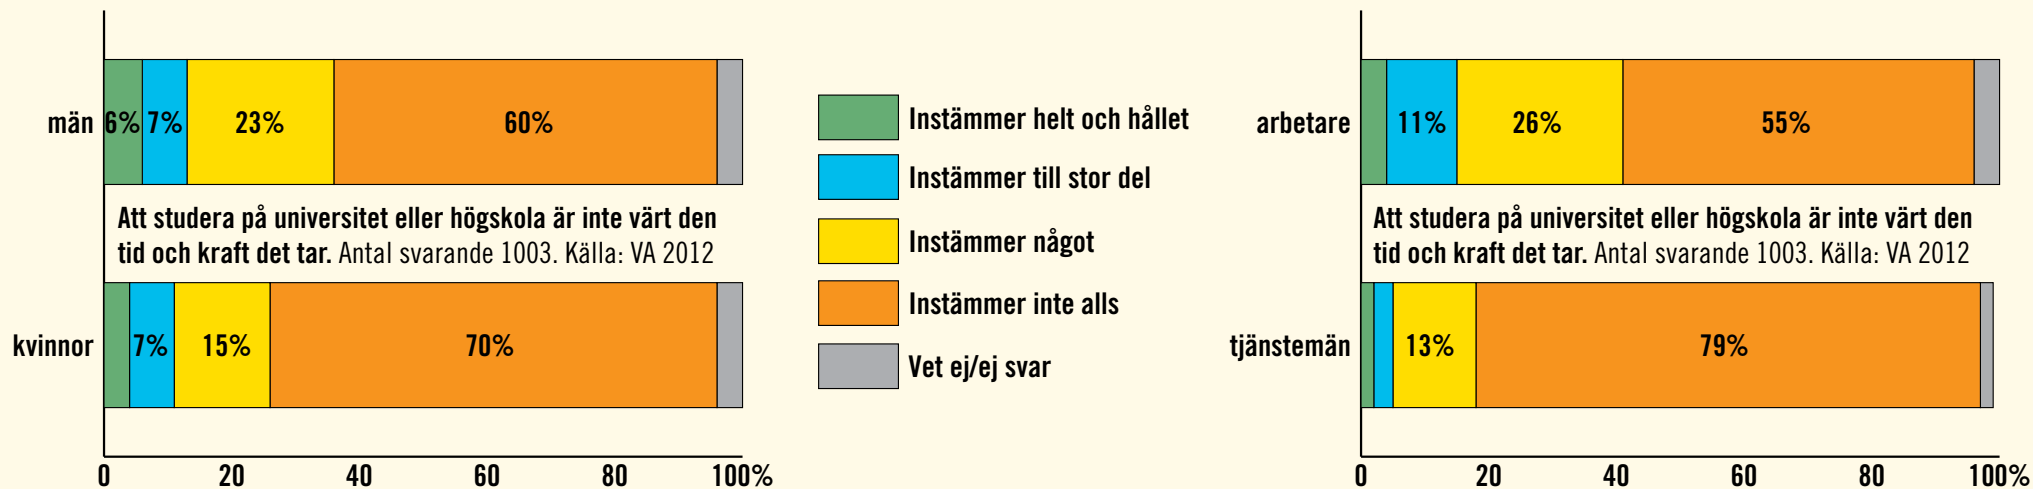 män 6% 7% 23% 60%
Att studera på universitet eller högskola är inte värt den
tid och kraft det tar. Antal svarande 1003. Källa: VA 2012
kvinnor 7% 15% 70%
0 20 40 60 80 100%
Instämmer helt och hållet
Instämmer till stor del
Instämmer något
Instämmer inte alls
Vet ej/ej svar
arbetare 11% 26% 55%
Att studera på universitet eller högskola är inte värt den
tid och kraft det tar. Antal svarande 1003. Källa: VA 2012
tjänstemän 13% 79%
0 20 40 60 80 100%